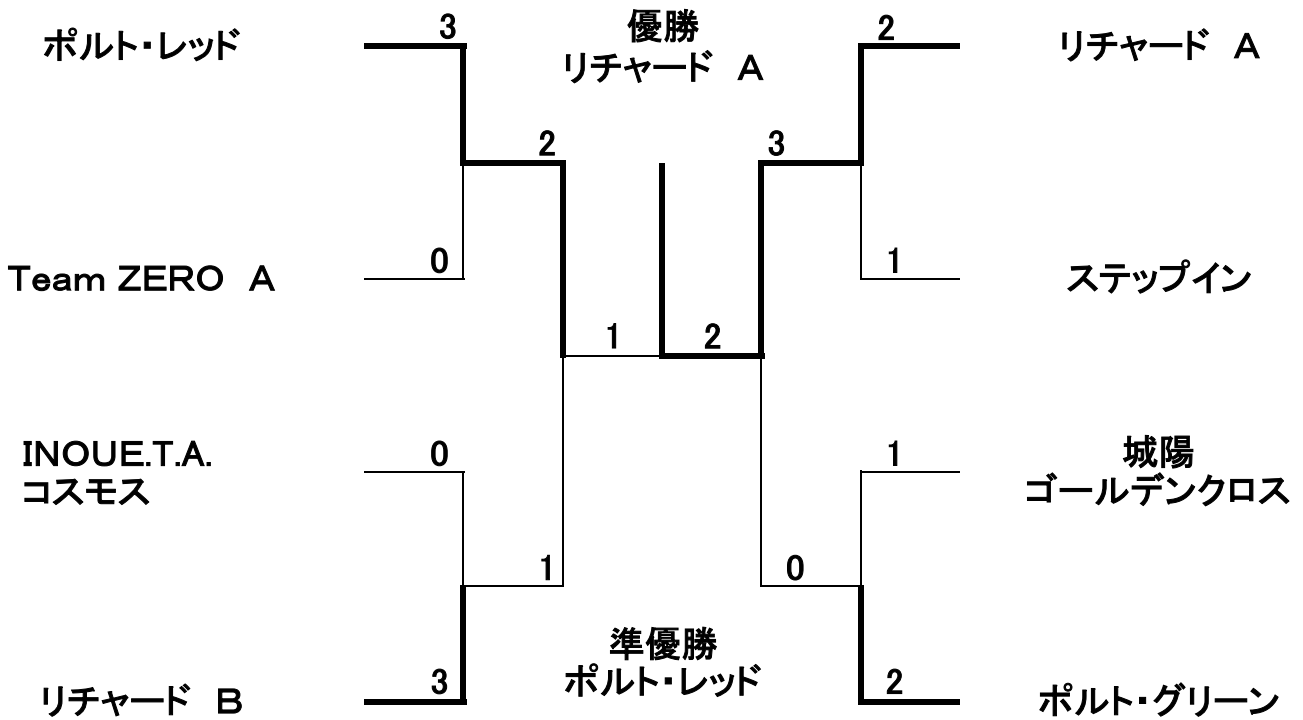 3
優勝
2
ポルト・レッド
リチャード　A
リチャード　A
2
3
0
1
Team ZERO　A
ステップイン
1
2
INOUE.T.A.
コスモス
0
1
城陽
ゴールデンクロス
1
0
準優勝
ポルト・レッド
リチャード　B
3
2
ポルト・グリーン